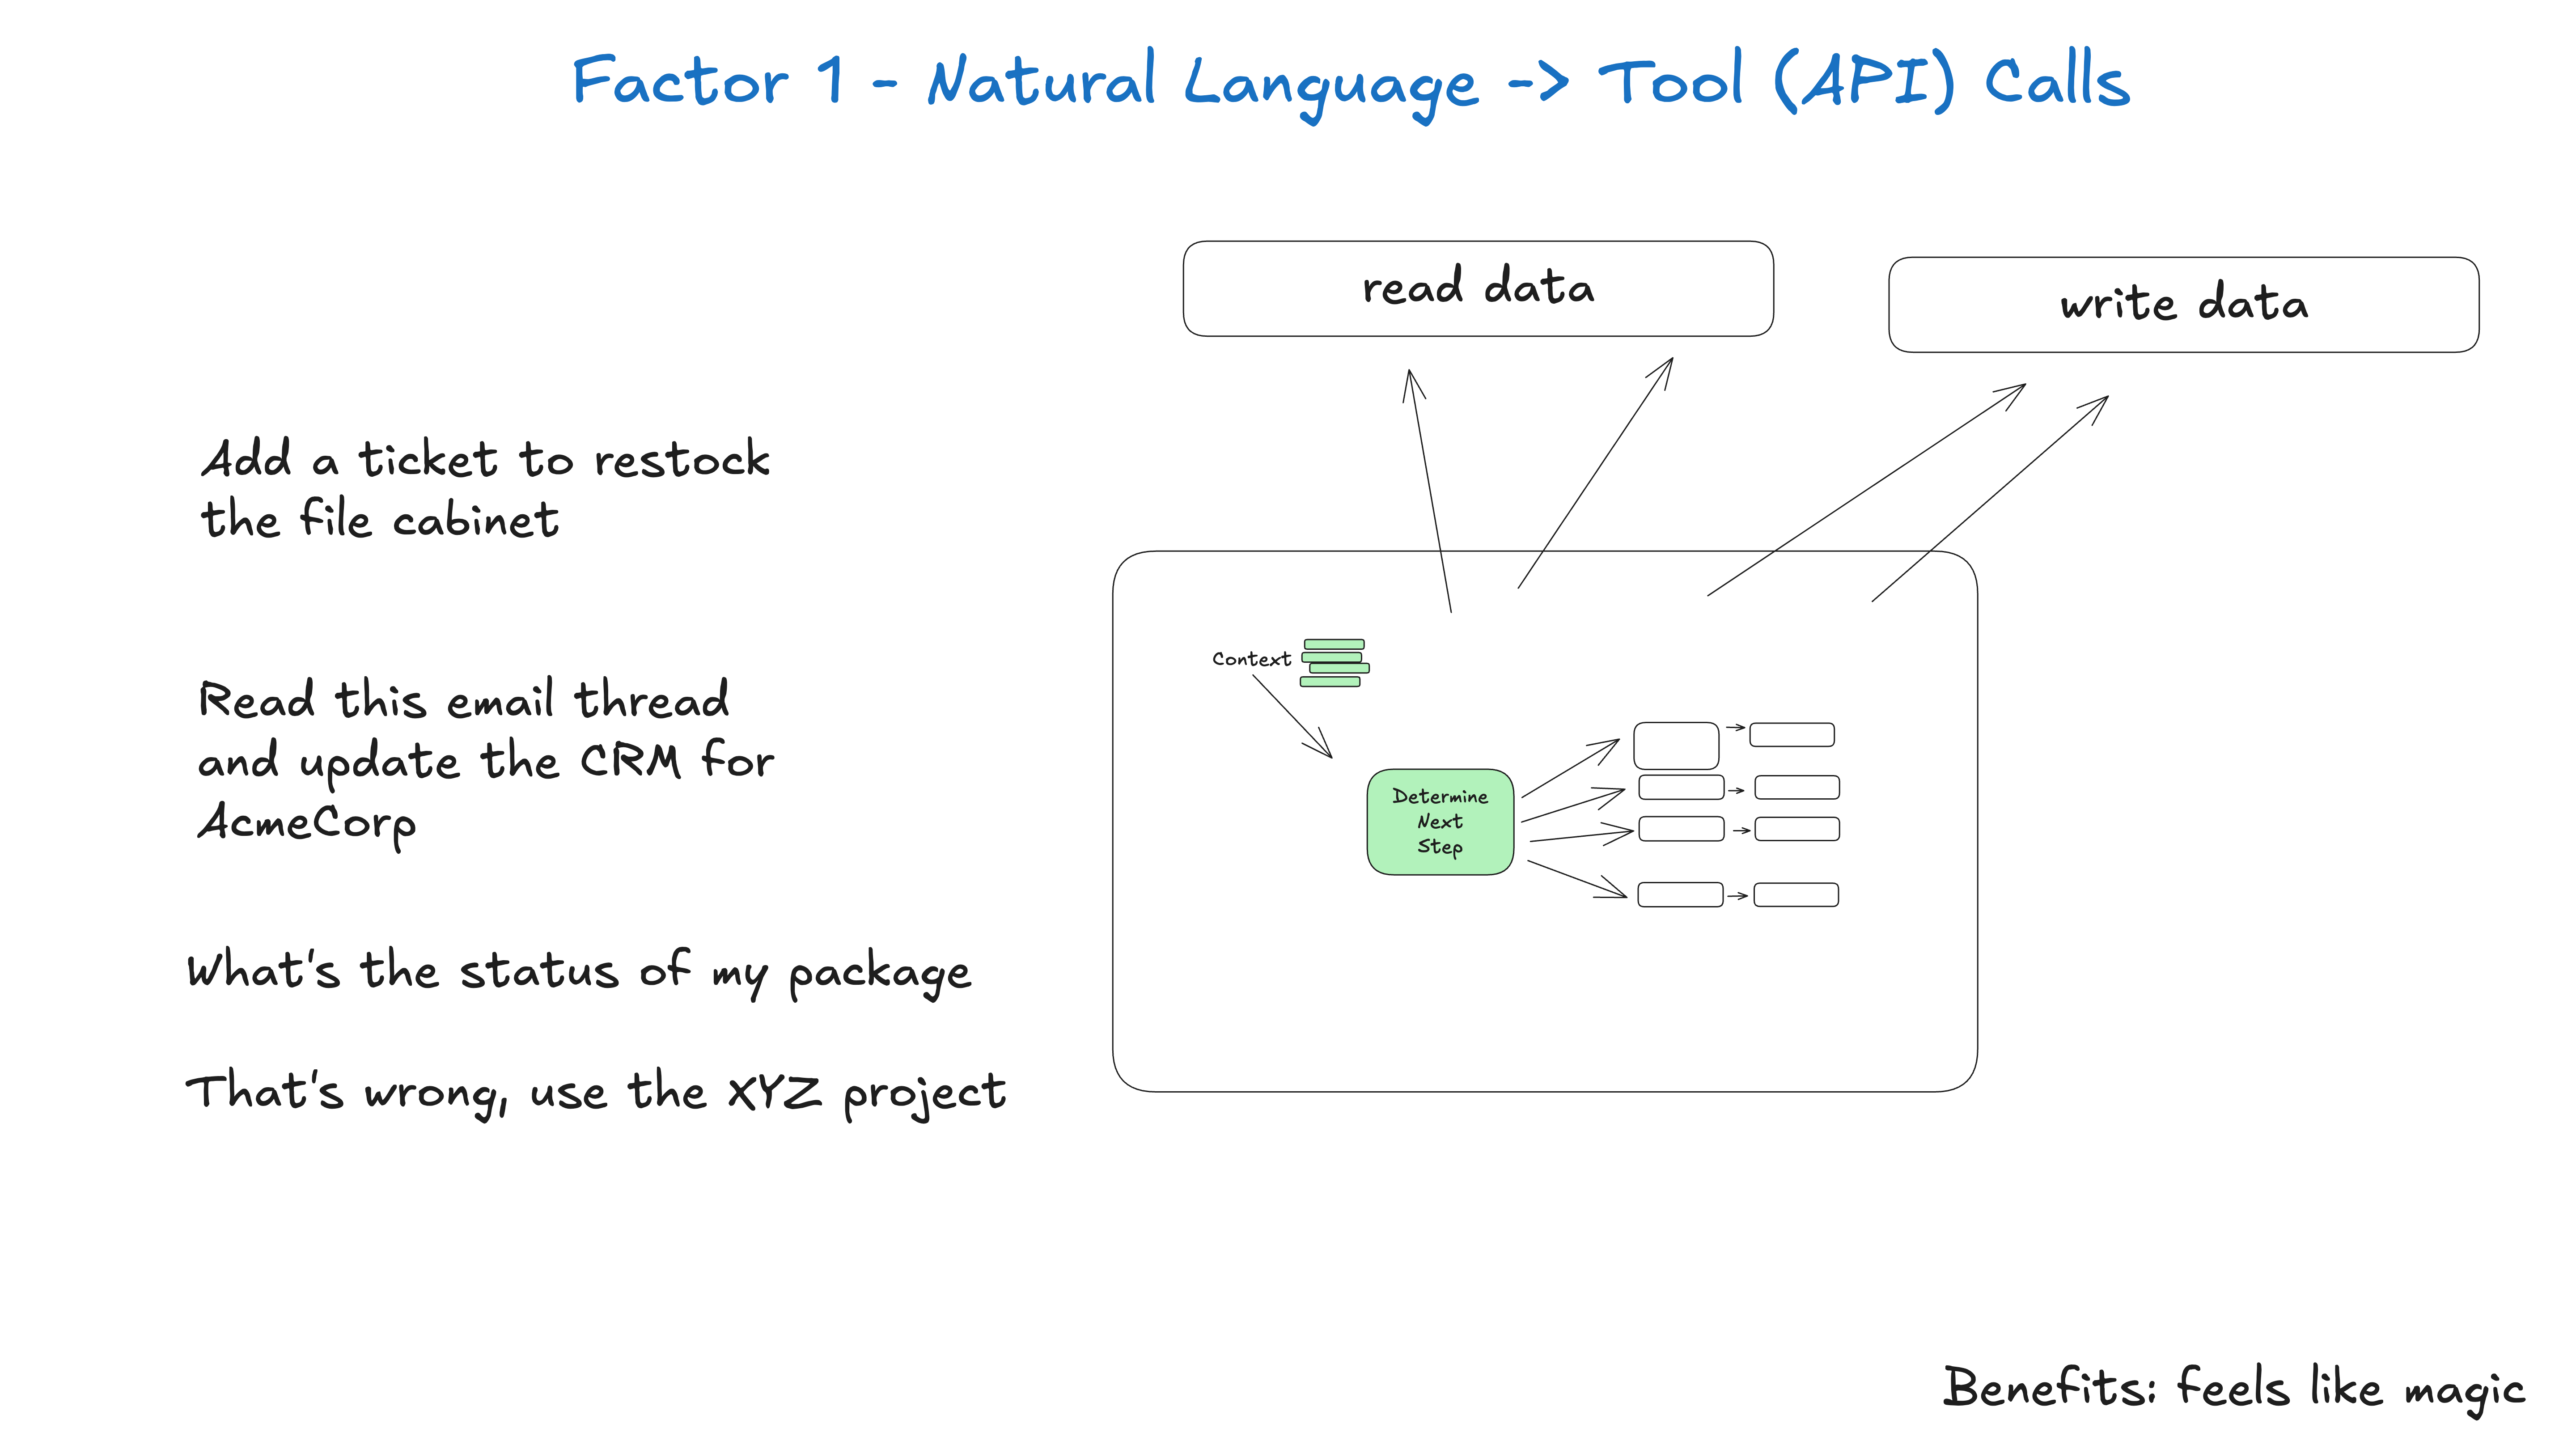 Factor 1 - Natural Language -> Tool (API) Calls
read data
write data
Add a ticket to restock
the file cabinet
Read this email thread
and update the CRM for
AcmeCorp
What's the status of my package
That's wrong, use the XYZ project
Context
Determine
Next
Step
Benefits: feels like magic